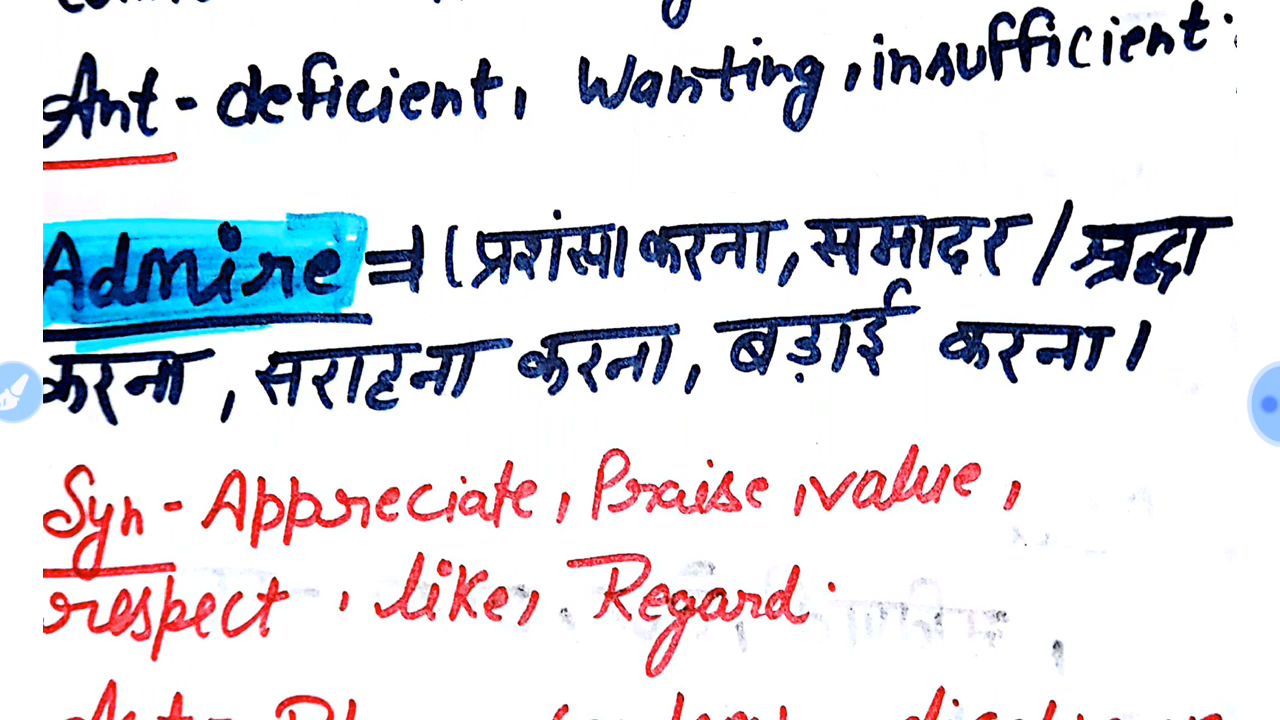 Ant - deficient, Wanting, insufficient.
Admire ⇒ (प्रशंसा करना, समादर / श्रद्धा
करना, सराहना करना, बड़ाई करना।
Syn - Appreciate, Praise, value,
respect, like, Regard.